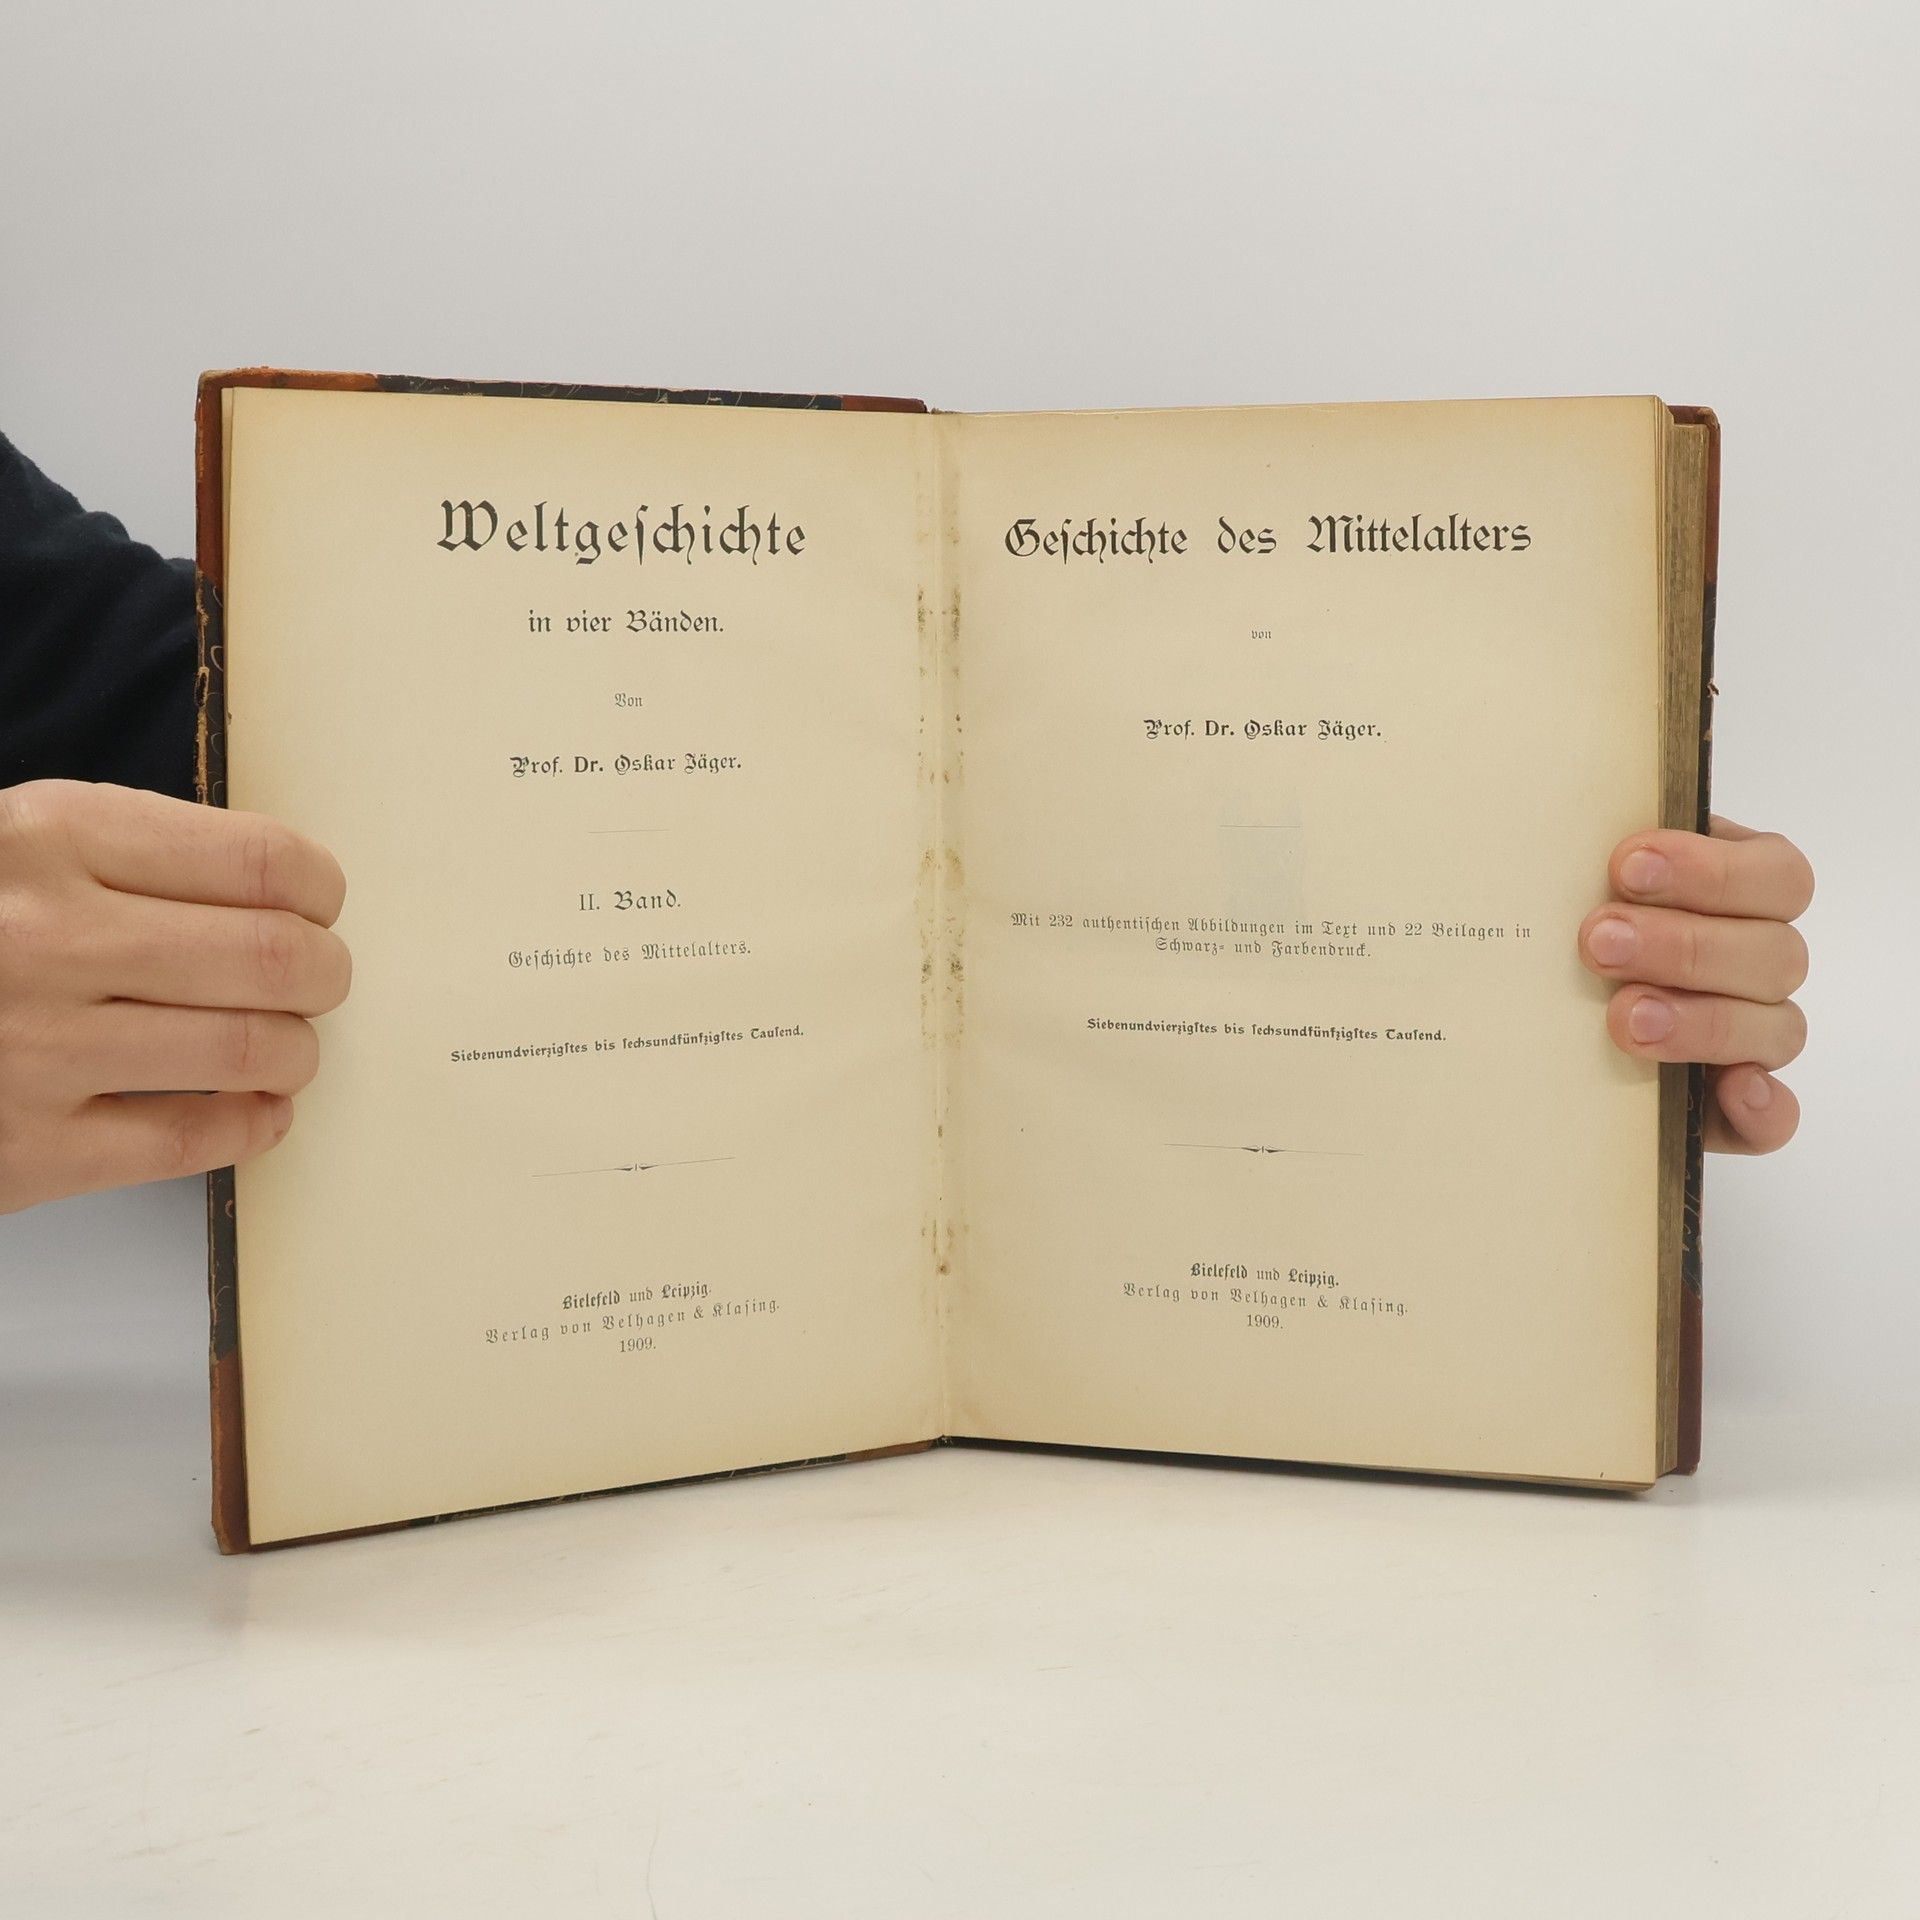 Weltgeſchichte
in vier Bänden.
Von
Prof. Dr. Oskar Jäger.
II. Band.
Geſchichte des Mittelalters.
Siebenundvierzigſtes bis ſechsundfünfzigſtes Tauſend.
Bielefeld und Leipzig.
Verlag von Velhagen & Klaſing.
1909.
Geſchichte des Mittelalters
von
Prof. Dr. Oskar Jäger.
Mit 232 authentiſchen Abbildungen im Text und 22 Beilagen in
Schwarz- und Farbendruck.
Siebenundvierzigſtes bis ſechsundfünfzigſtes Tauſend.
Bielefeld und Leipzig.
Verlag von Velhagen & Klaſing.
1909.